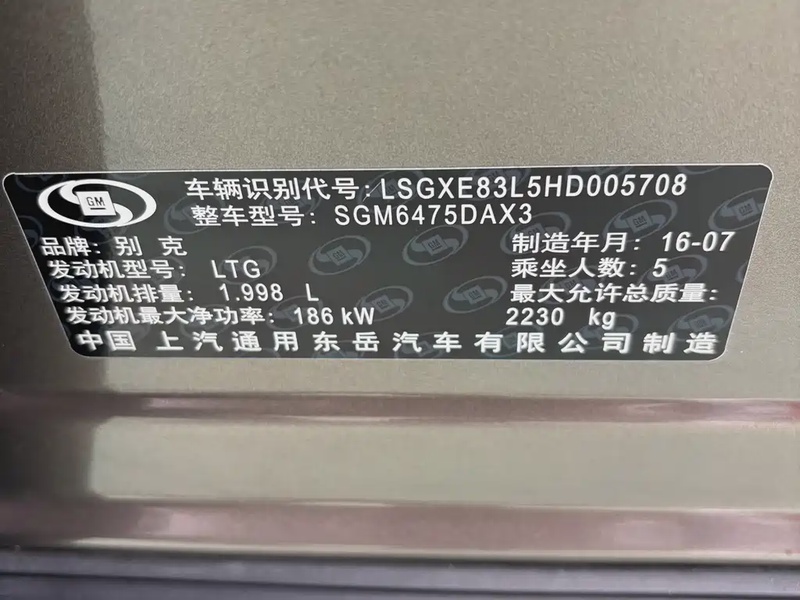 GM
车辆识别代号:LSGXE83L5HD005708
整车型号: SGM6475DAX3
品牌: 别 克
制造年月: 16-07
发动机型号: LTG
乘坐人数: 5
发动机排量: 1.998 L
最大允许总质量:
发动机最大净功率: 186 kW
2230 kg
中国 上汽通用东岳汽车有限公司制造